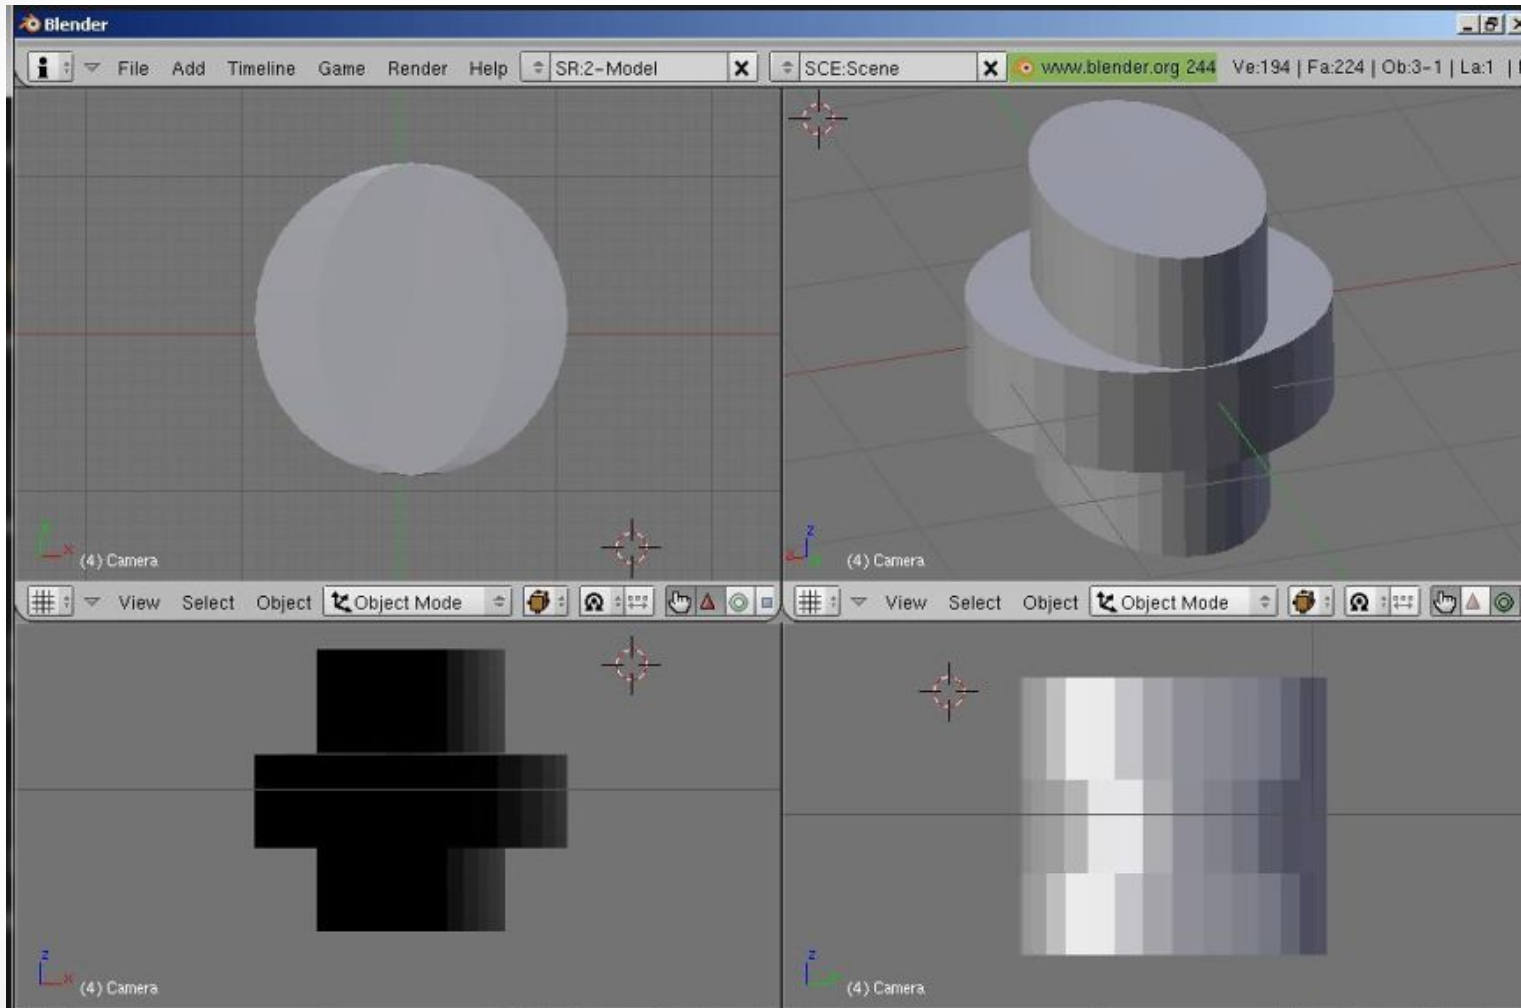 Blender
File Add Timeline Game Render Help SR:2-Model X SCE:Scene X www.blender.org 244 Ve:194 | Fa:224 | Ob:3-1 | La:1 |
Y X
(4) Camera
Z X
(4) Camera
View Select Object Object Mode
View Select Object Object Mode
Z X
(4) Camera
Z
(4) Camera